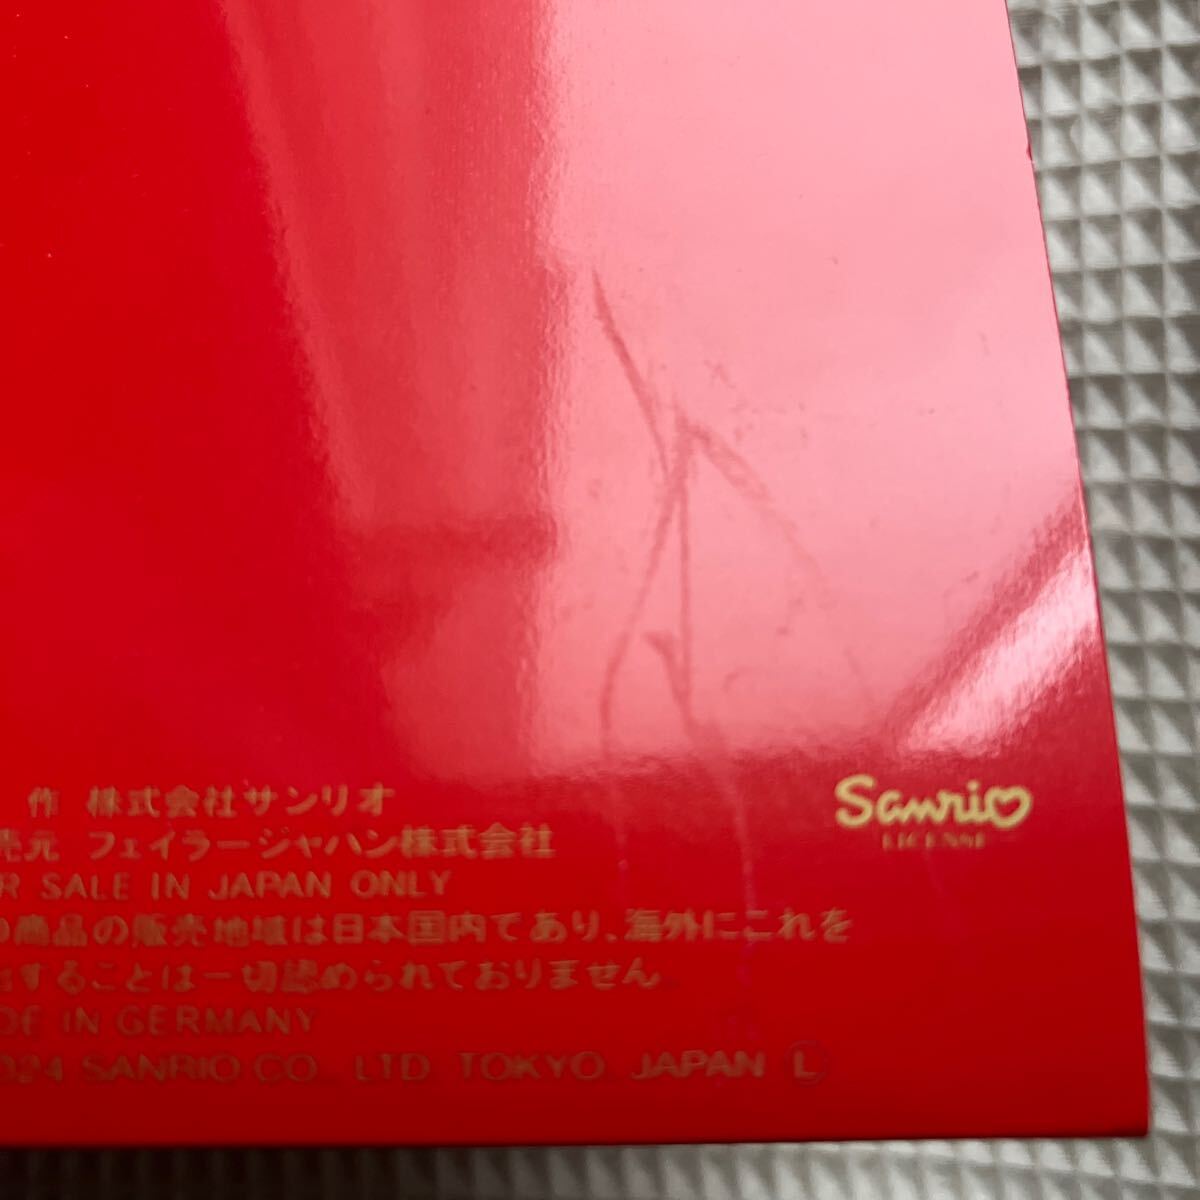 作 株式会社サンリオ
Sanrio
LICENSE
売元 フェイラージャパン株式会社
R SALE IN JAPAN ONLY
の商品の販売地域は日本国内であり、海外にこれを
出することは一切認められておりません。
DE IN GERMANY
024 SANRIO CO., LTD. TOKYO, JAPAN Ⓛ